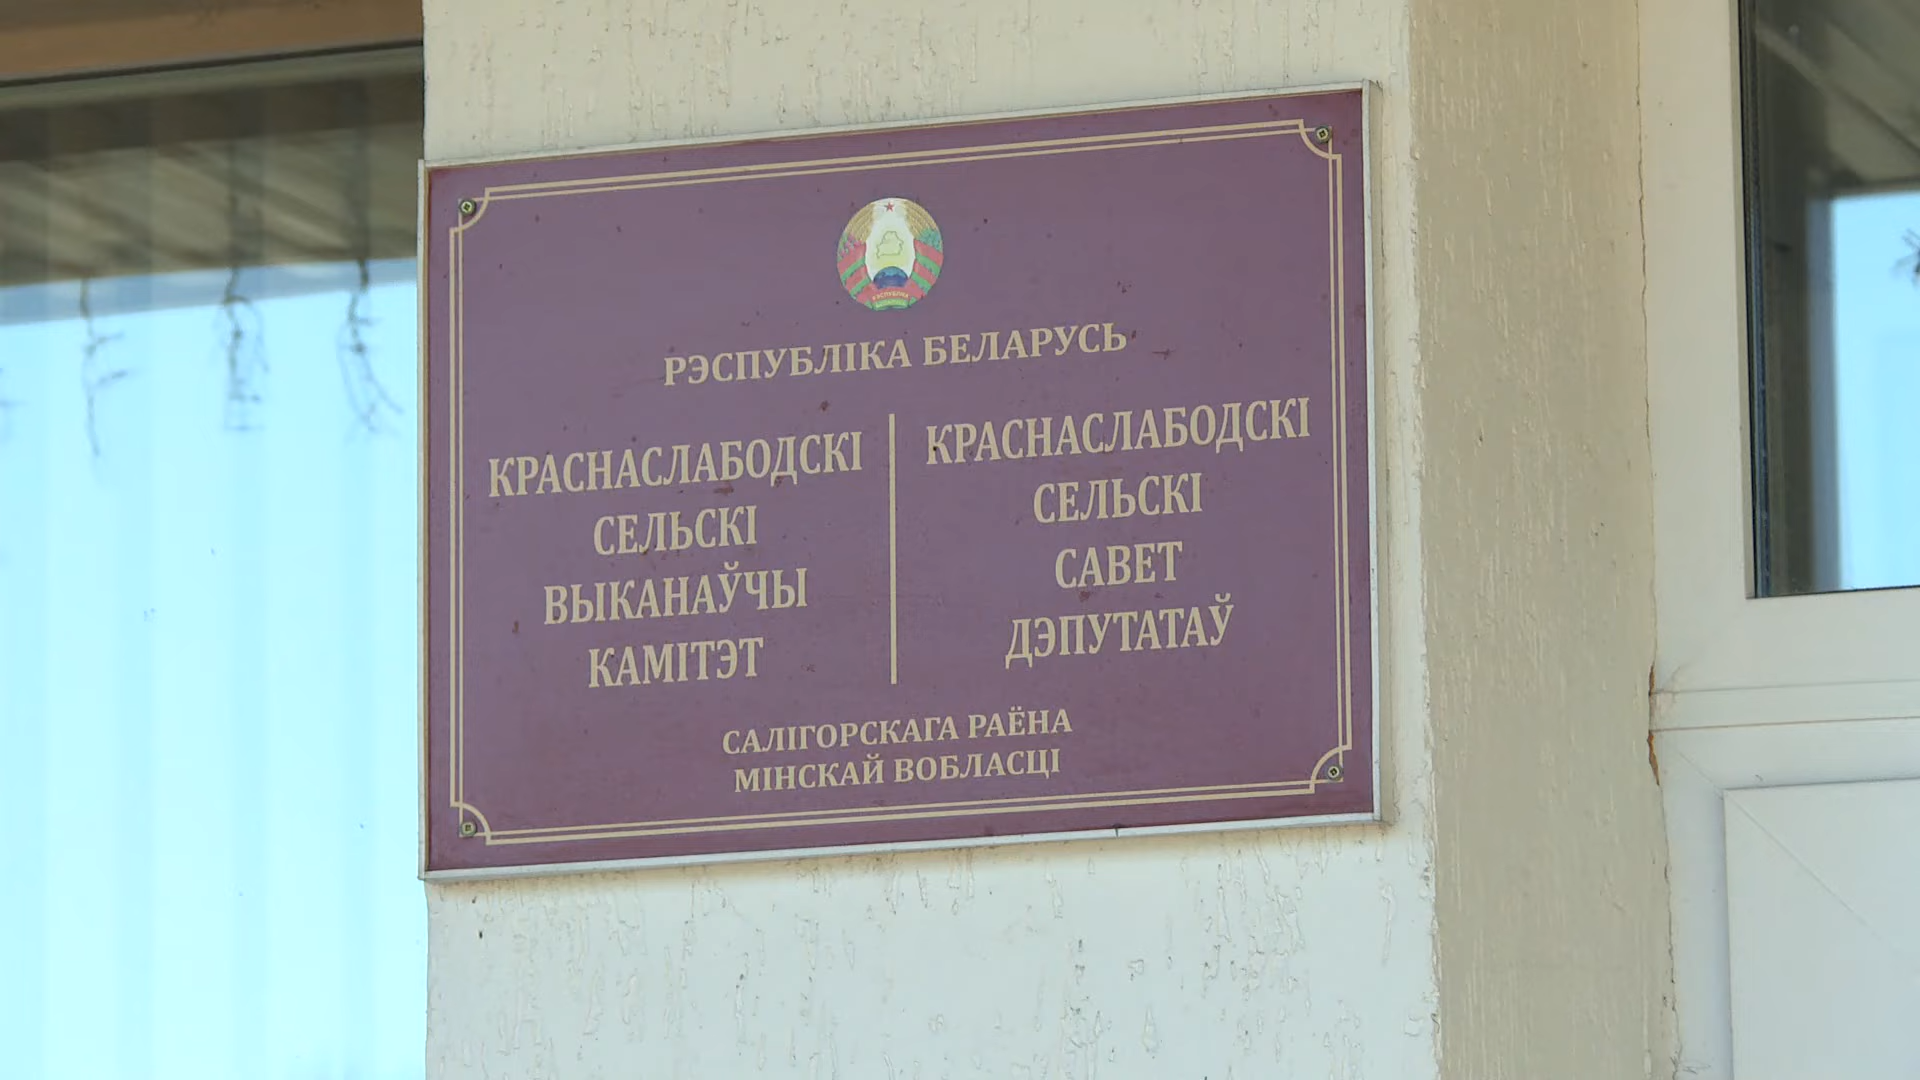 РЭСПУБЛІКА БЕЛАРУСЬ
КРАСНАСЛАБОДСКІ
СЕЛЬСКІ
ВЫКАНАЎЧЫ
КАМІТЭТ
КРАСНАСЛАБОДСКІ
СЕЛЬСКІ
САВЕТ
ДЭПУТАТАЎ
САЛІГОРСКАГА РАЁНА
МІНСКАЙ ВОБЛАСЦІ